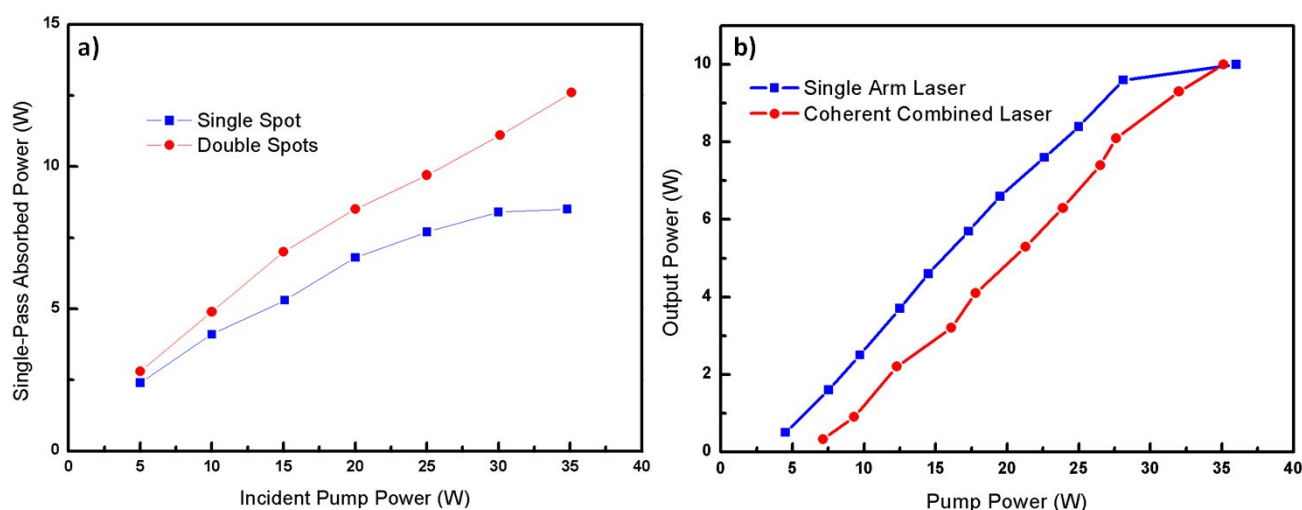 a)
Single Spot
Double Spots
Single-Pass Absorbed Power (W)
15
10
5
0
0 5 10 15 20 25 30 35 40
Incident Pump Power (W)
b)
Single Arm Laser
Coherent Combined Laser
Output Power (W)
10
8
6
4
2
0
0 5 10 15 20 25 30 35 40
Pump Power (W)